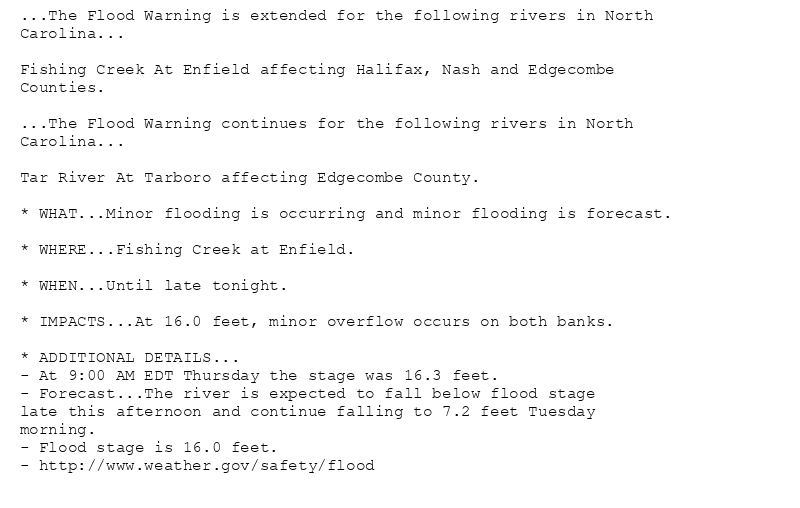 ...The Flood Warning is extended for the following rivers in North
Carolina...
Fishing Creek At Enfield affecting Halifax, Nash and Edgecombe
Counties.
...The Flood Warning continues for the following rivers in North
Carolina...
Tar River At Tarboro affecting Edgecombe County.
* WHAT...Minor flooding is occurring and minor flooding is forecast.
* WHERE...Fishing Creek at Enfield.
* WHEN...Until late tonight.
* IMPACTS...At 16.0 feet, minor overflow occurs on both banks.
* ADDITIONAL DETAILS...
- At 9:00 AM EDT Thursday the stage was 16.3 feet.
- Forecast...The river is expected to fall below flood stage
late this afternoon and continue falling to 7.2 feet Tuesday
morning.
- Flood stage is 16.0 feet.
- http://www.weather.gov/safety/flood